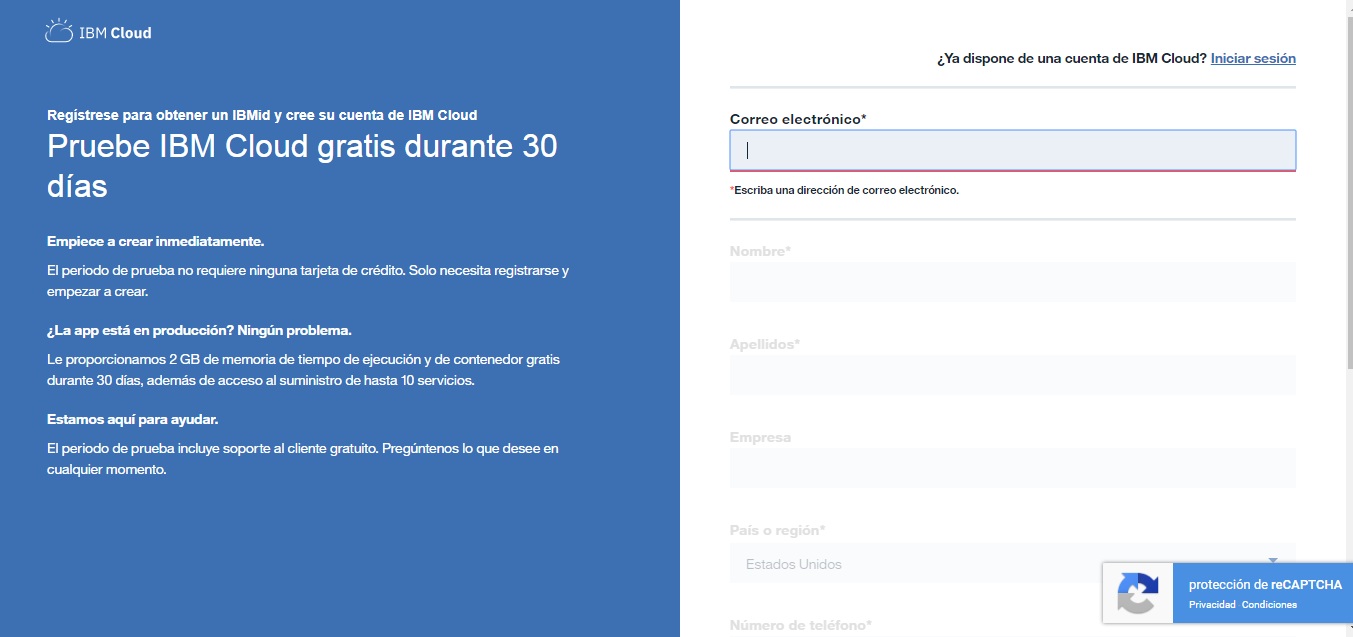 IBM Cloud
Regístrese para obtener un IBMid y cree su cuenta de IBM Cloud
Pruebe IBM Cloud gratis durante 30
días
Empiece a crear inmediatamente.
El periodo de prueba no requiere ninguna tarjeta de crédito. Solo necesita registrarse y
empezar a crear.
¿La app está en producción? Ningún problema.
Le proporcionamos 2 GB de memoria de tiempo de ejecución y de contenedor gratis
durante 30 días, además de acceso al suministro de hasta 10 servicios.
Estamos aquí para ayudar.
El periodo de prueba incluye soporte al cliente gratuito. Pregúntenos lo que desee en
cualquier momento.
¿Ya dispone de una cuenta de IBM Cloud? Iniciar sesión
Correo electrónico*
*Escriba una dirección de correo electrónico.
Nombre*
Apellidos*
Empresa
País o región*
Estados Unidos
Número de teléfono*
protección de reCAPTCHA
Privacidad Condiciones